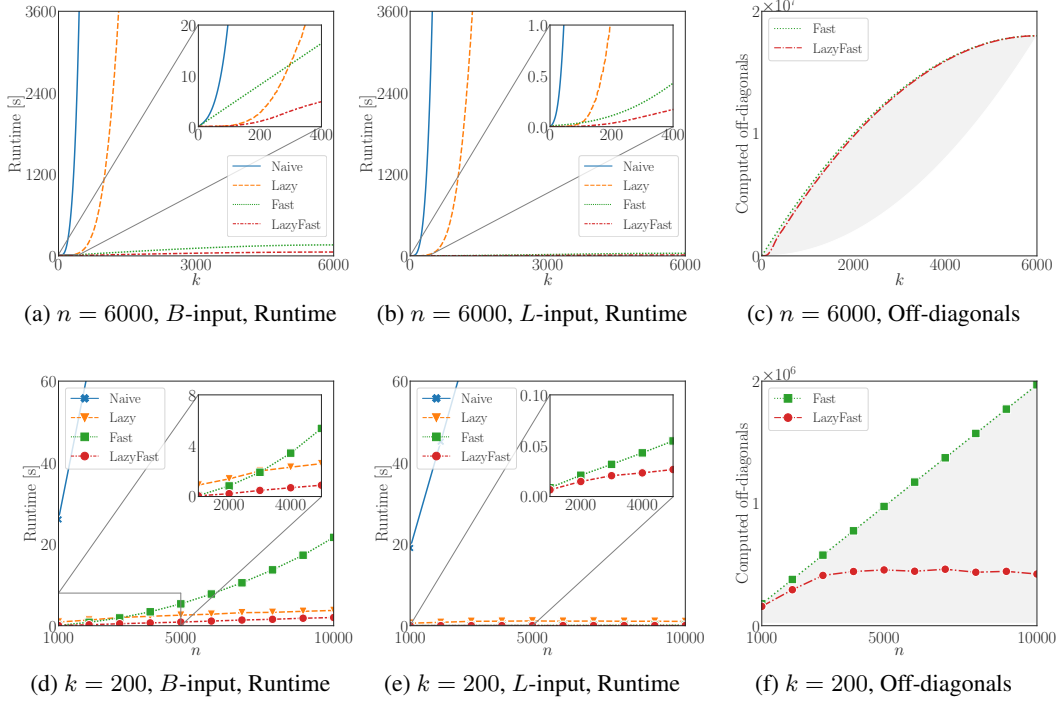 3600
2400
1200
0
Runtime [s]
20
10
0
0
200
400
Naive
Lazy
Fast
LazyFast
0
3000
6000
k
(a) n = 6000, B-input, Runtime
3600
2400
1200
0
Runtime [s]
1.0
0.5
0.0
0
200
400
Naive
Lazy
Fast
LazyFast
0
3000
6000
k
(b) n = 6000, L-input, Runtime
×10⁷
2
1
0
Computed off-diagonals
Fast
LazyFast
0
2000
4000
6000
k
(c) n = 6000, Off-diagonals
60
40
20
0
Runtime [s]
Naive
Lazy
Fast
LazyFast
8
4
0
2000
4000
1000
5000
10000
n
(d) k = 200, B-input, Runtime
60
40
20
0
Runtime [s]
Naive
Lazy
Fast
LazyFast
0.10
0.05
0.00
2000
4000
1000
5000
10000
n
(e) k = 200, L-input, Runtime
×10⁶
2
1
0
Computed off-diagonals
Fast
LazyFast
1000
5000
10000
n
(f) k = 200, Off-diagonals